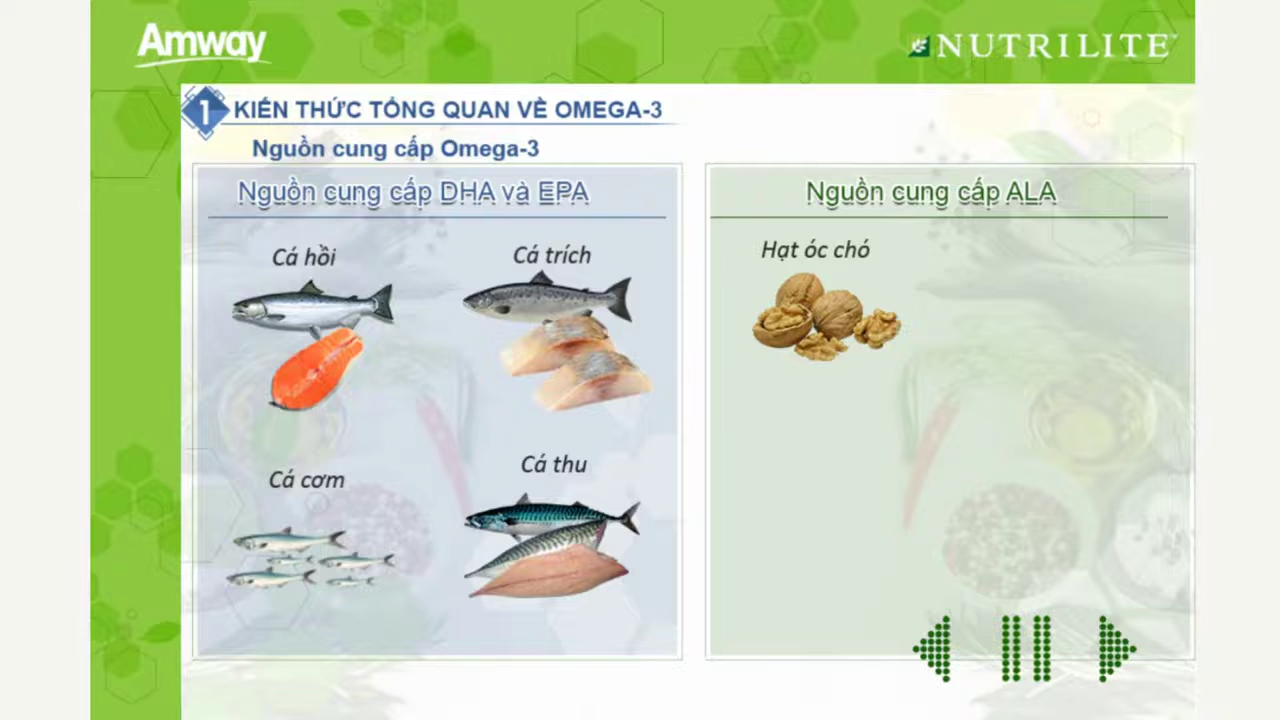 Amway
NUTRILITE
1 KIẾN THỨC TỔNG QUAN VỀ OMEGA-3
Nguồn cung cấp Omega-3
Nguồn cung cấp DHA và EPA
Cá hồi
Cá trích
Cá cơm
Cá thu
Nguồn cung cấp ALA
Hạt óc chó